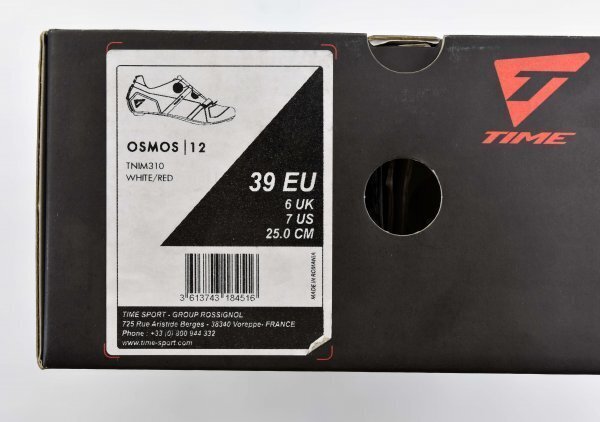 OSMOS | 12
TNIM310
WHITE/RED
39 EU
6 UK
7 US
25.0 CM
MADE IN ROMANIA
3 613743 184516
TIME SPORT - GROUP ROSSIGNOL
725 Rue Aristide Berges - 38340 Voreppe- FRANCE
Phone : +33 (0) 800 944 332
www.time-sport.com
TIME